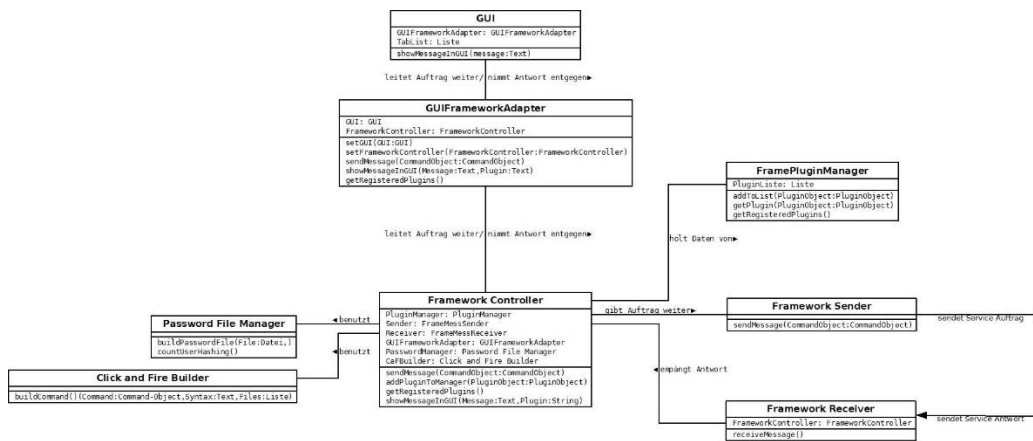 GUI
GUIFrameworkAdapter: GUIFrameworkAdapter
TabList: Liste
showMessageInGUI(message:Text)
leitet Auftrag weiter/ nimmt Antwort entgegen▶
GUIFrameworkAdapter
GUI: GUI
FrameworkController: FrameworkController
setGUI(GUI:GUI)
setFrameworkController(FrameworkController:FrameworkController)
sendMessage(CommandObject:CommandObject)
showMessageInGUI(Message:Text,Plugin:Text)
getRegisteredPlugins()
FramePluginManager
PluginListe: Liste
addToList(PluginObject:PluginObject)
getPlugin(PluginObject:PluginObject)
getRegisteredPlugins()
leitet Auftrag weiter/ nimmt Antwort entgegen▶
holt Daten von▶
Framework Controller
PluginManager: PluginManager
Sender: FrameMessSender
Receiver: FrameMessReceiver
GUIFrameworkAdapter: GUIFrameworkAdapter
PasswordManager: Password File Manager
CaFBuilder: Click and Fire Builder
sendMessage(CommandObject:CommandObject)
addPluginToManager(PluginObject:PluginObject)
getRegisteredPlugins()
showMessageInGUI(Message:Text,Plugin:String)
gibt Auftrag weiter▶
Framework Sender
sendMessage(CommandObject:CommandObject)
sendet Service Auftrag
◀benutzt
Password File Manager
buildPasswordFile(File:Datei,)
countUserHashing()
◀benutzt
Click and Fire Builder
buildCommand()(Command:Command-Object,Syntax:Text,Files:Liste)
◀empängt Antwort
Framework Receiver
FrameworkController: FrameworkController
receiveMessage()
sendet Service Antwort